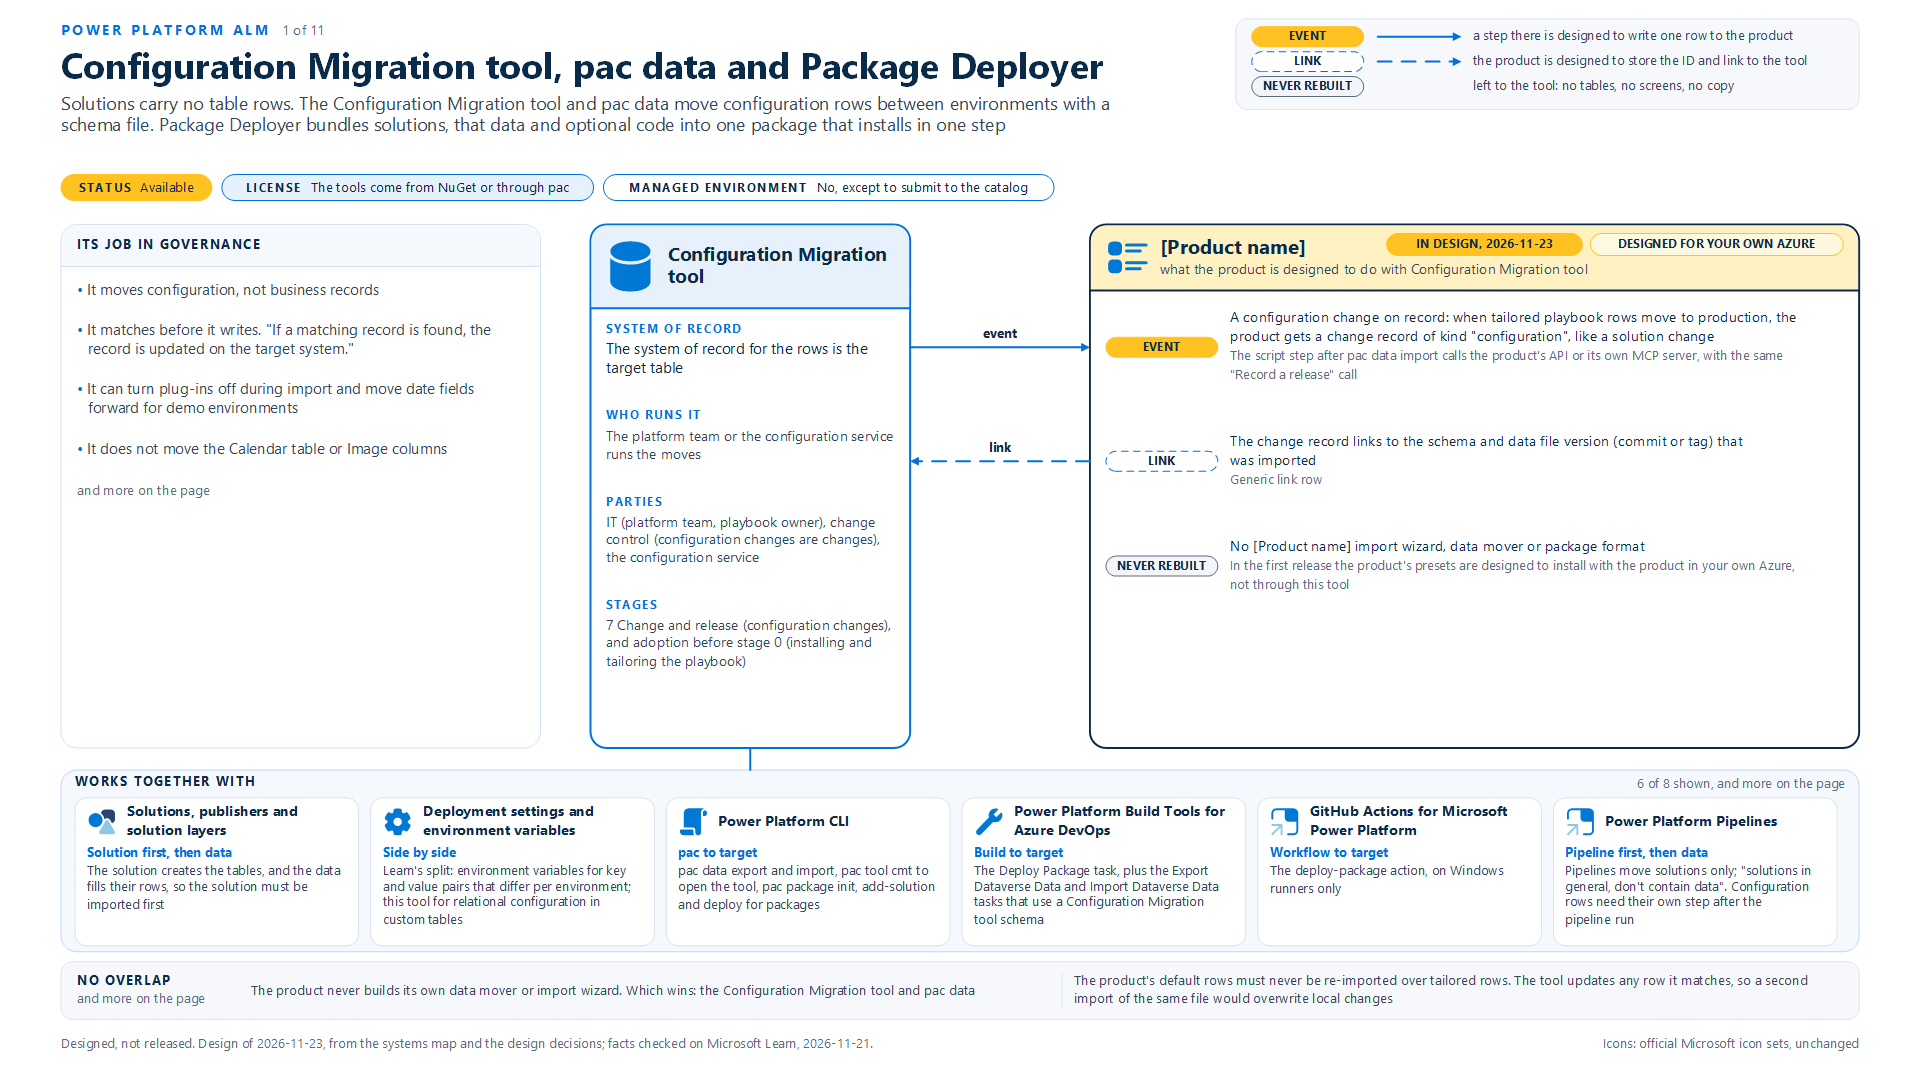 POWER PLATFORM ALM 1 of 11
Configuration Migration tool, pac data and Package Deployer
Solutions carry no table rows. The Configuration Migration tool and pac data move configuration rows between environments with a
schema file. Package Deployer bundles solutions, that data and optional code into one package that installs in one step
EVENT a step there is designed to write one row to the product
LINK the product is designed to store the ID and link to the tool
NEVER REBUILT left to the tool: no tables, no screens, no copy
STATUS Available
LICENSE The tools come from NuGet or through pac
MANAGED ENVIRONMENT No, except to submit to the catalog
ITS JOB IN GOVERNANCE
• It moves configuration, not business records
• It matches before it writes. "If a matching record is found, the
record is updated on the target system."
• It can turn plug-ins off during import and move date fields
forward for demo environments
• It does not move the Calendar table or Image columns
and more on the page
Configuration Migration
tool
SYSTEM OF RECORD
The system of record for the rows is the
target table
WHO RUNS IT
The platform team or the configuration service
runs the moves
PARTIES
IT (platform team, playbook owner), change
control (configuration changes are changes),
the configuration service
STAGES
7 Change and release (configuration changes),
and adoption before stage 0 (installing and
tailoring the playbook)
event
link
[Product name]
IN DESIGN, 2026-11-23
DESIGNED FOR YOUR OWN AZURE
what the product is designed to do with Configuration Migration tool
EVENT
A configuration change on record: when tailored playbook rows move to production, the
product gets a change record of kind "configuration", like a solution change
The script step after pac data import calls the product's API or its own MCP server, with the same
"Record a release" call
LINK
The change record links to the schema and data file version (commit or tag) that
was imported
Generic link row
NEVER REBUILT
No [Product name] import wizard, data mover or package format
In the first release the product's presets are designed to install with the product in your own Azure,
not through this tool
WORKS TOGETHER WITH
6 of 8 shown, and more on the page
Solutions, publishers and
solution layers
Solution first, then data
The solution creates the tables, and the data
fills their rows, so the solution must be
imported first
Deployment settings and
environment variables
Side by side
Learn's split: environment variables for key
and value pairs that differ per environment;
this tool for relational configuration in
custom tables
Power Platform CLI
pac to target
pac data export and import, pac tool cmt to
open the tool, pac package init, add-solution
and deploy for packages
Power Platform Build Tools for
Azure DevOps
Build to target
The Deploy Package task, plus the Export
Dataverse Data and Import Dataverse Data
tasks that use a Configuration Migration
tool schema
GitHub Actions for Microsoft
Power Platform
Workflow to target
The deploy-package action, on Windows
runners only
Power Platform Pipelines
Pipeline first, then data
Pipelines move solutions only; "solutions in
general, don't contain data". Configuration
rows need their own step after the
pipeline run
NO OVERLAP
and more on the page
The product never builds its own data mover or import wizard. Which wins: the Configuration Migration tool and pac data
The product's default rows must never be re-imported over tailored rows. The tool updates any row it matches, so a second
import of the same file would overwrite local changes
Designed, not released. Design of 2026-11-23, from the systems map and the design decisions; facts checked on Microsoft Learn, 2026-11-21.
Icons: official Microsoft icon sets, unchanged